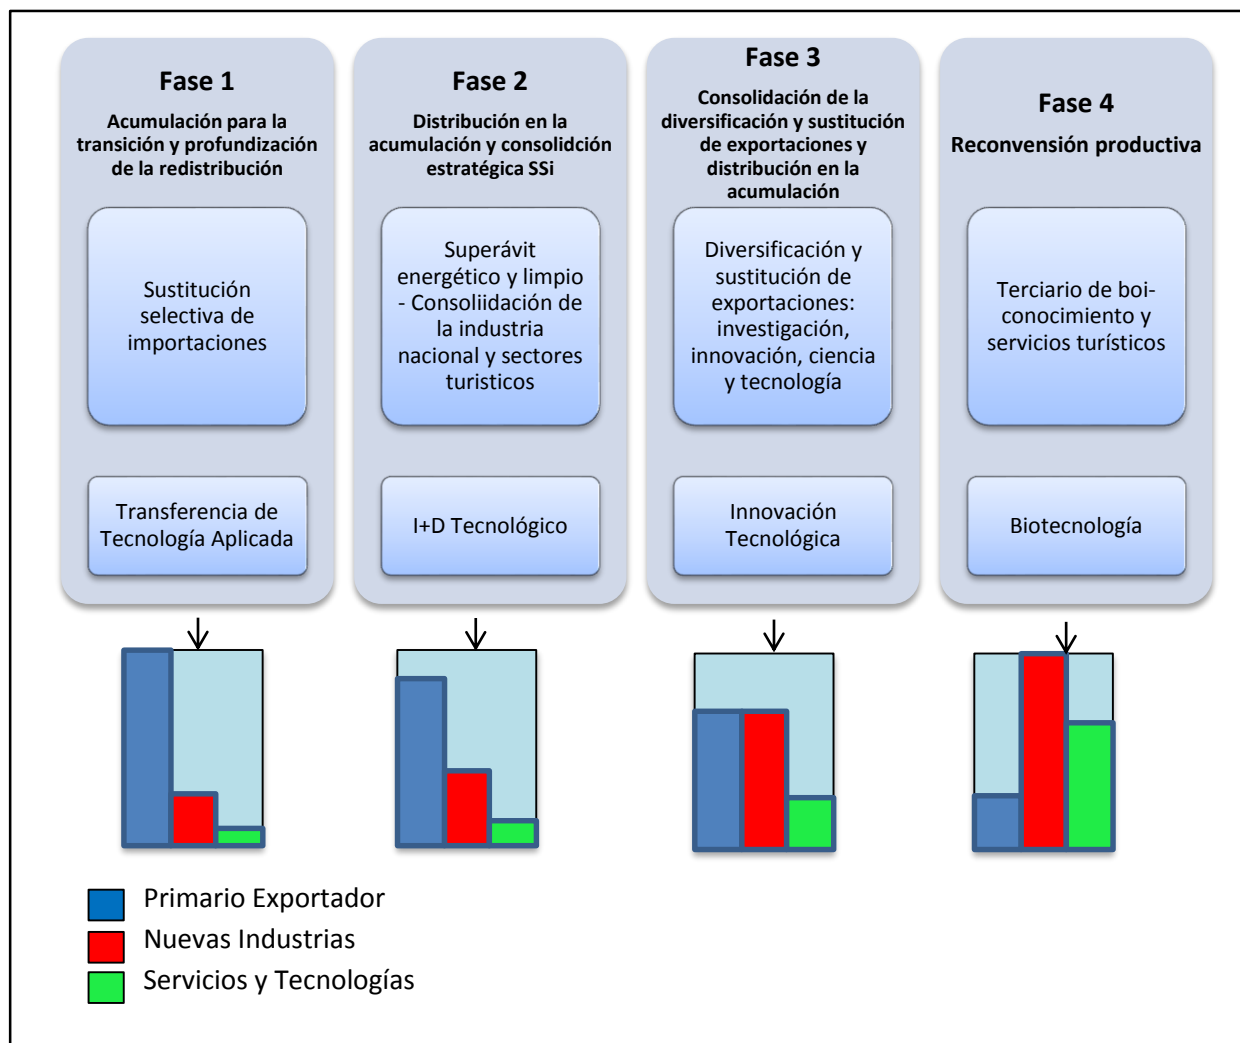 Fase 1
Acumulación para la
transición y profundización
de la redistribución
Sustitución
selectiva de
importaciones
Transferencia de
Tecnología Aplicada
Fase 2
Distribución en la
acumulación y consolidción
estratégica SSi
Superávit
energético y limpio
- Consoliidación de
la industria
nacional y sectores
turisticos
I+D Tecnológico
Fase 3
Consolidación de la
diversificación y sustitución
de exportaciones y
distribución en la
acumulación
Diversificación y
sustitución de
exportaciones:
investigación,
innovación, ciencia
y tecnología
Innovación
Tecnológica
Fase 4
Reconvensión productiva
Terciario de boi-
conocimiento y
servicios turísticos
Biotecnología
Primario Exportador
Nuevas Industrias
Servicios y Tecnologías